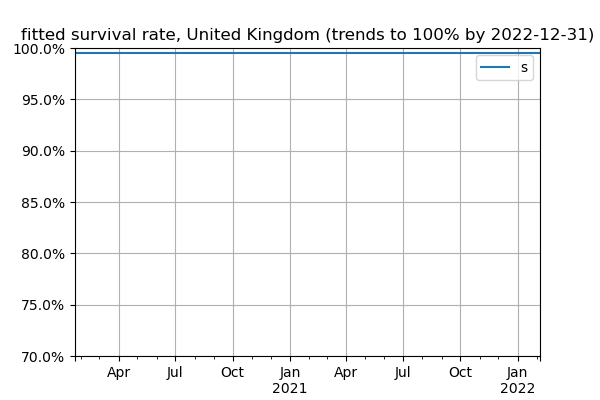 fitted survival rate, United Kingdom (trends to 100% by 2022-12-31)
100.0%
s
95.0%
90.0%
85.0%
80.0%
75.0%
70.0%
Apr Jul Oct Jan Apr Jul Oct Jan
2021 2022